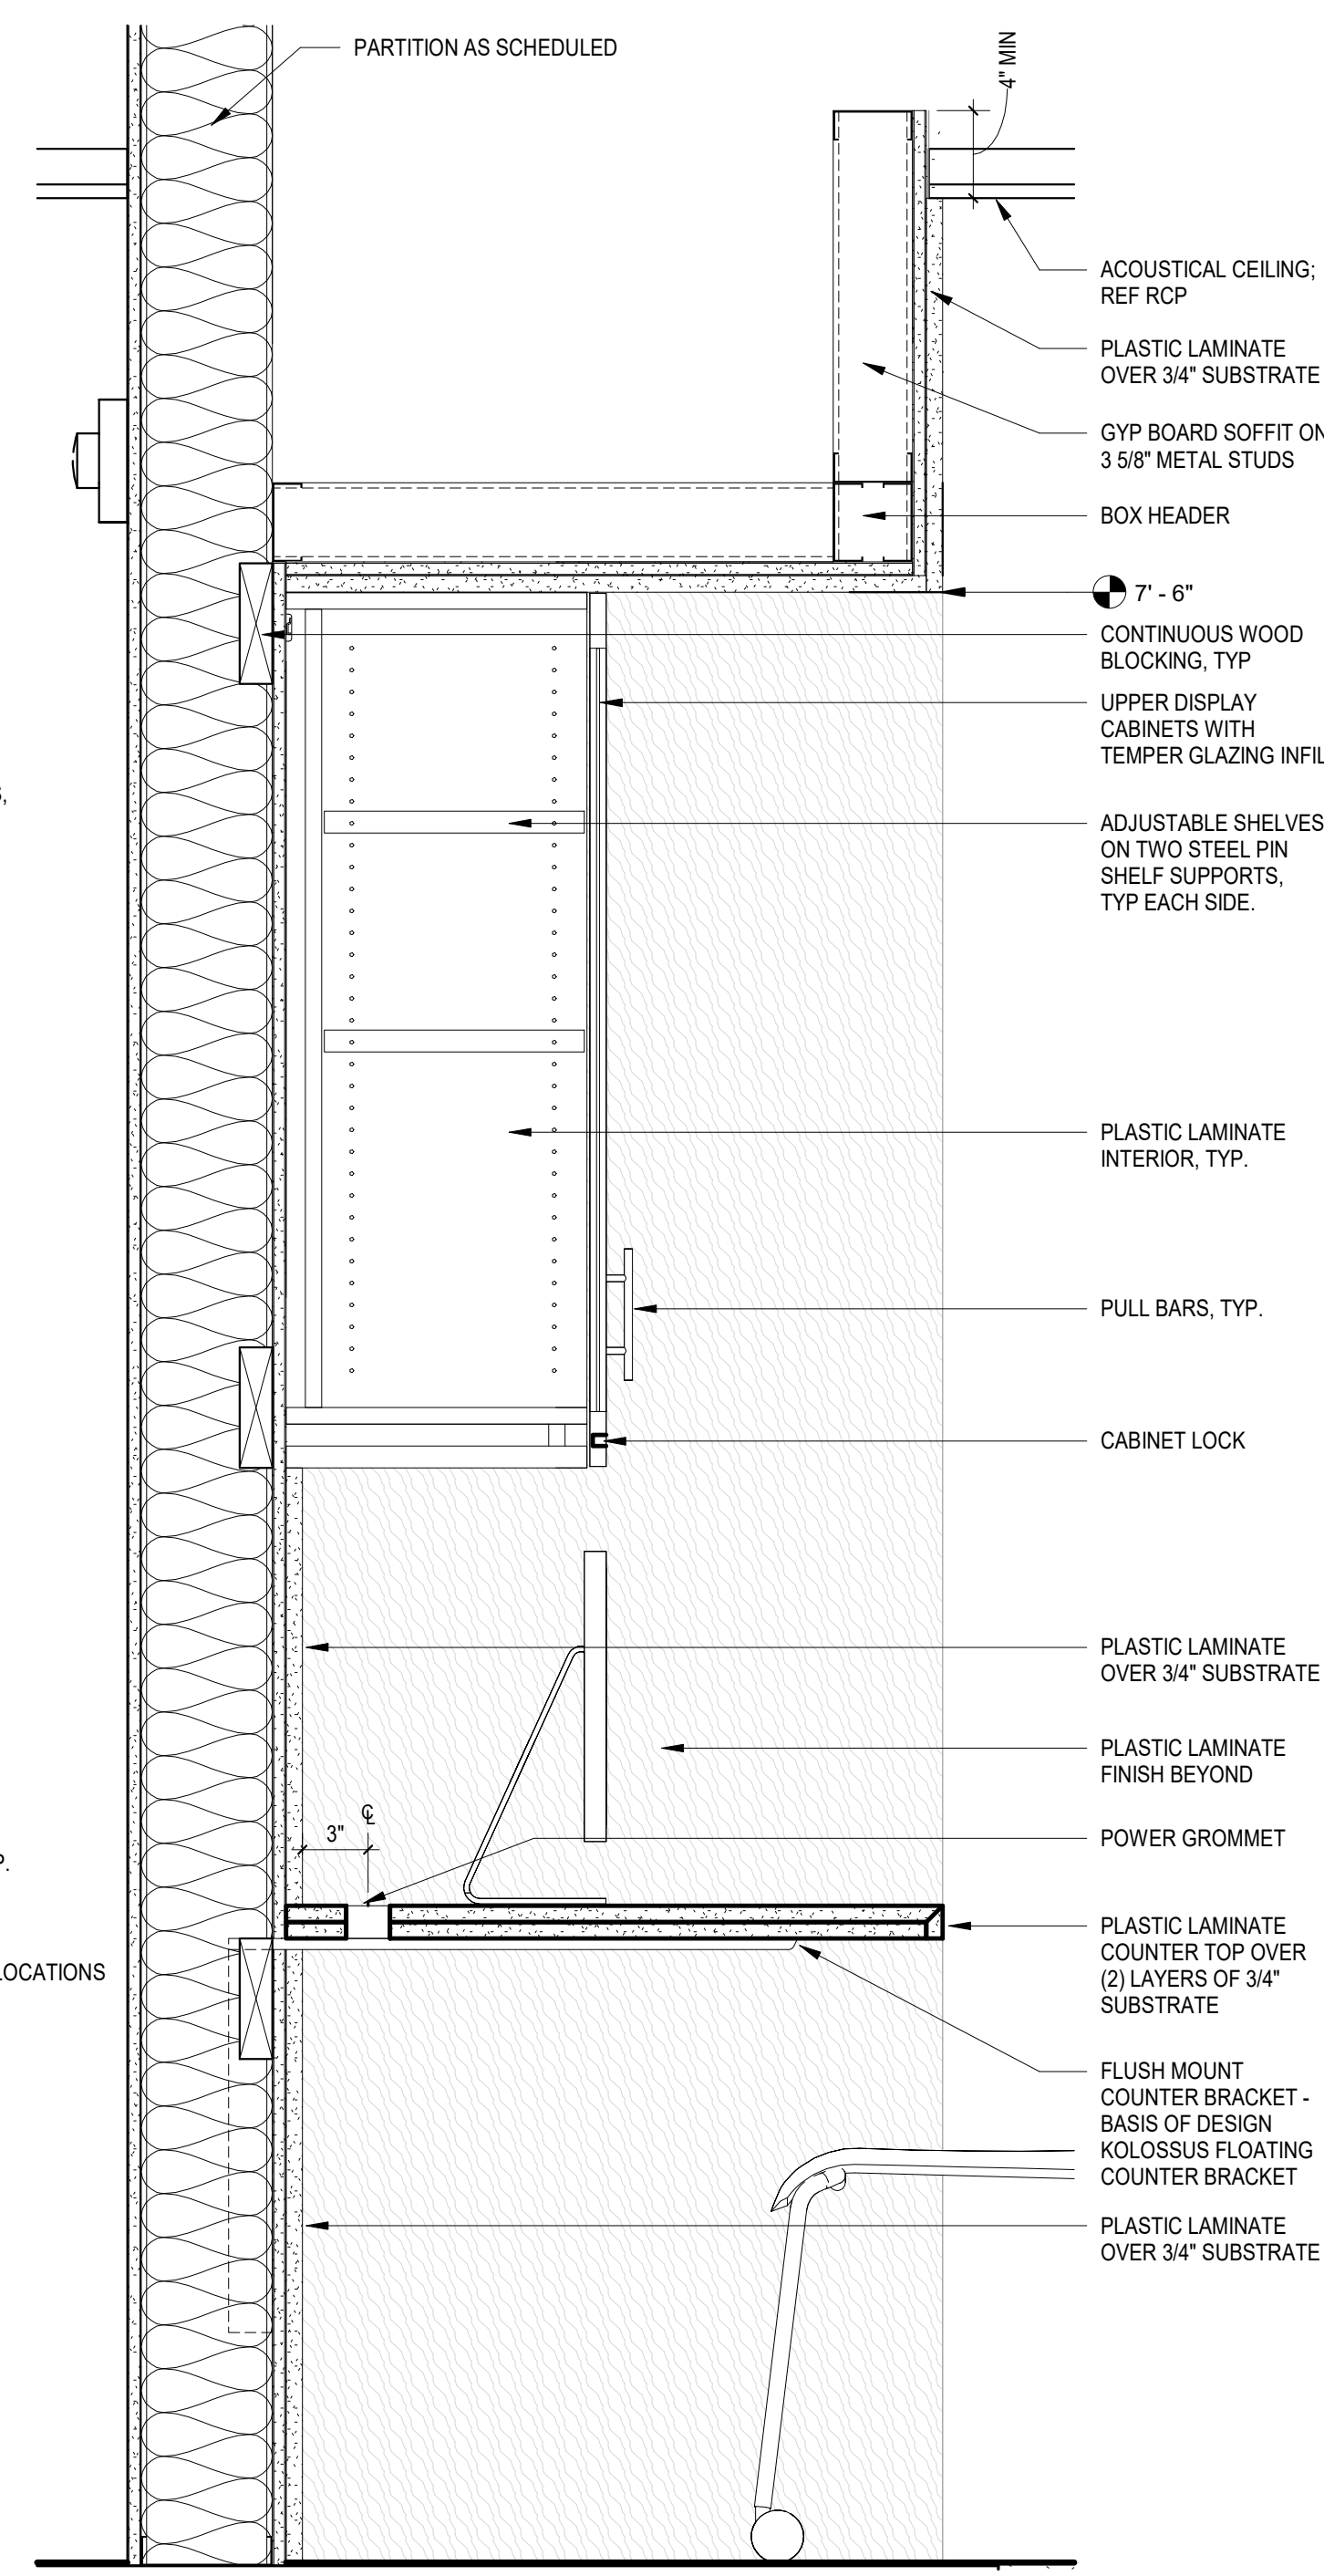 PARTITION AS SCHEDULED
4" MIN
ACOUSTICAL CEILING;
REF RCP
PLASTIC LAMINATE
OVER 3/4" SUBSTRATE
GYP BOARD SOFFIT ON
3 5/8" METAL STUDS
BOX HEADER
7' - 6"
CONTINUOUS WOOD
BLOCKING, TYP
UPPER DISPLAY
CABINETS WITH
TEMPER GLAZING INFIL
ADJUSTABLE SHELVES
ON TWO STEEL PIN
SHELF SUPPORTS,
TYP EACH SIDE.
PLASTIC LAMINATE
INTERIOR, TYP.
PULL BARS, TYP.
CABINET LOCK
PLASTIC LAMINATE
OVER 3/4" SUBSTRATE
PLASTIC LAMINATE
FINISH BEYOND
3"
POWER GROMMET
PLASTIC LAMINATE
COUNTER TOP OVER
(2) LAYERS OF 3/4"
SUBSTRATE
LOCATIONS
FLUSH MOUNT
COUNTER BRACKET -
BASIS OF DESIGN
KOLOSSUS FLOATING
COUNTER BRACKET
PLASTIC LAMINATE
OVER 3/4" SUBSTRATE